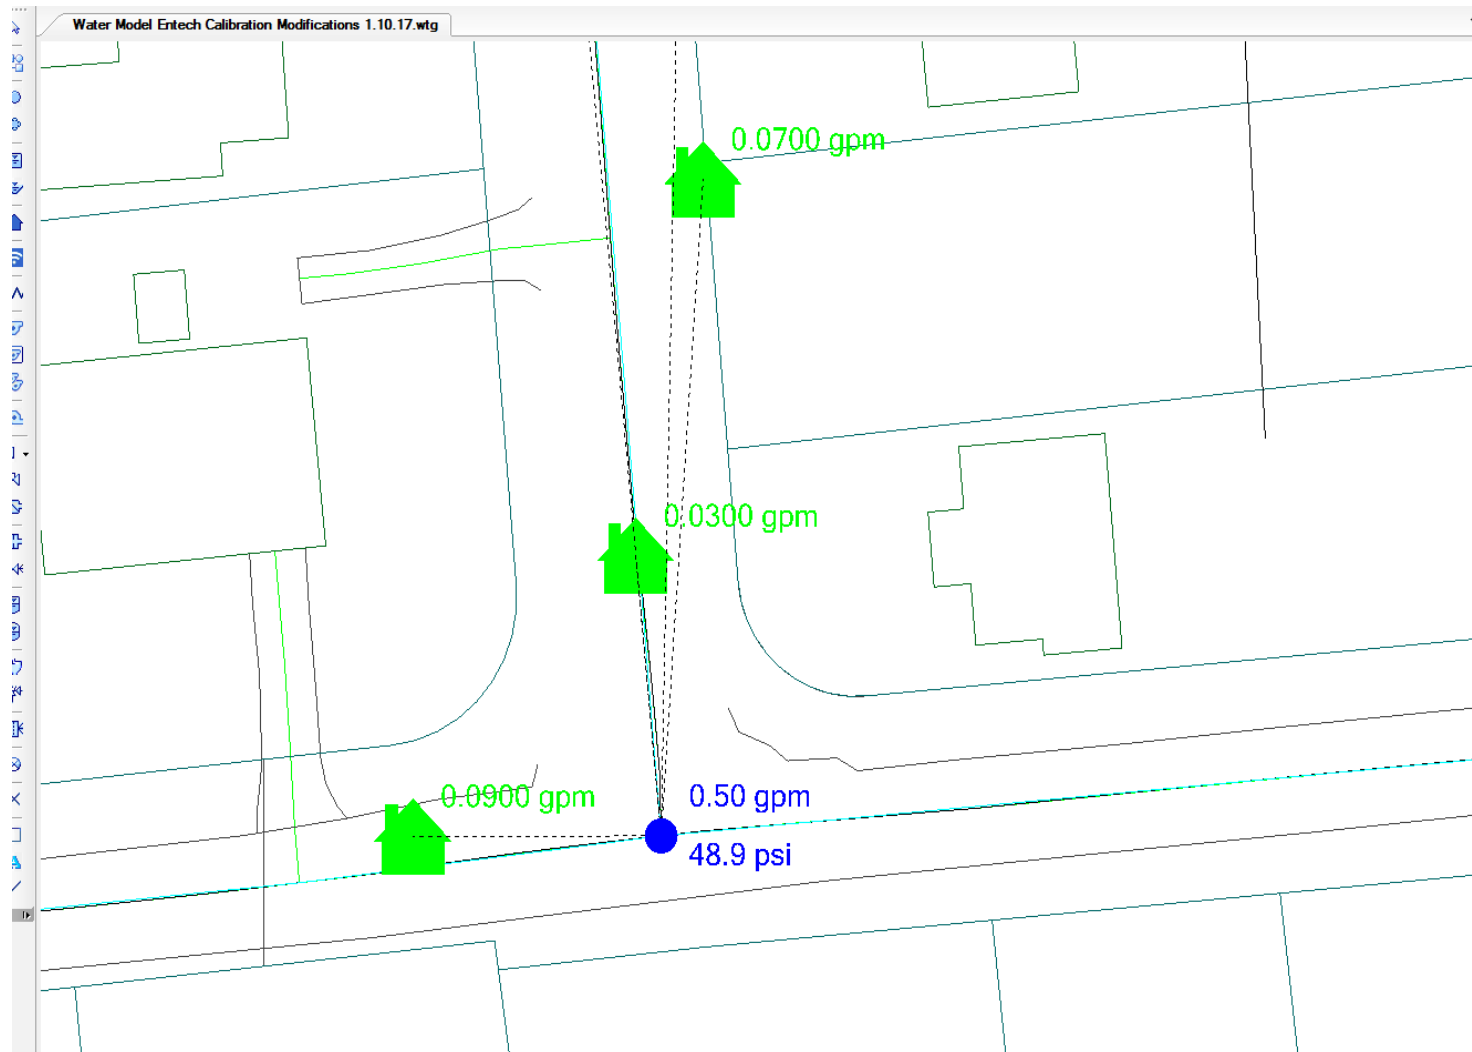 Water Model Entech Calibration Modifications 1.10.17.wtg
0.0700 gpm
0.0300 gpm
0.0900 gpm
0.50 gpm
48.9 psi